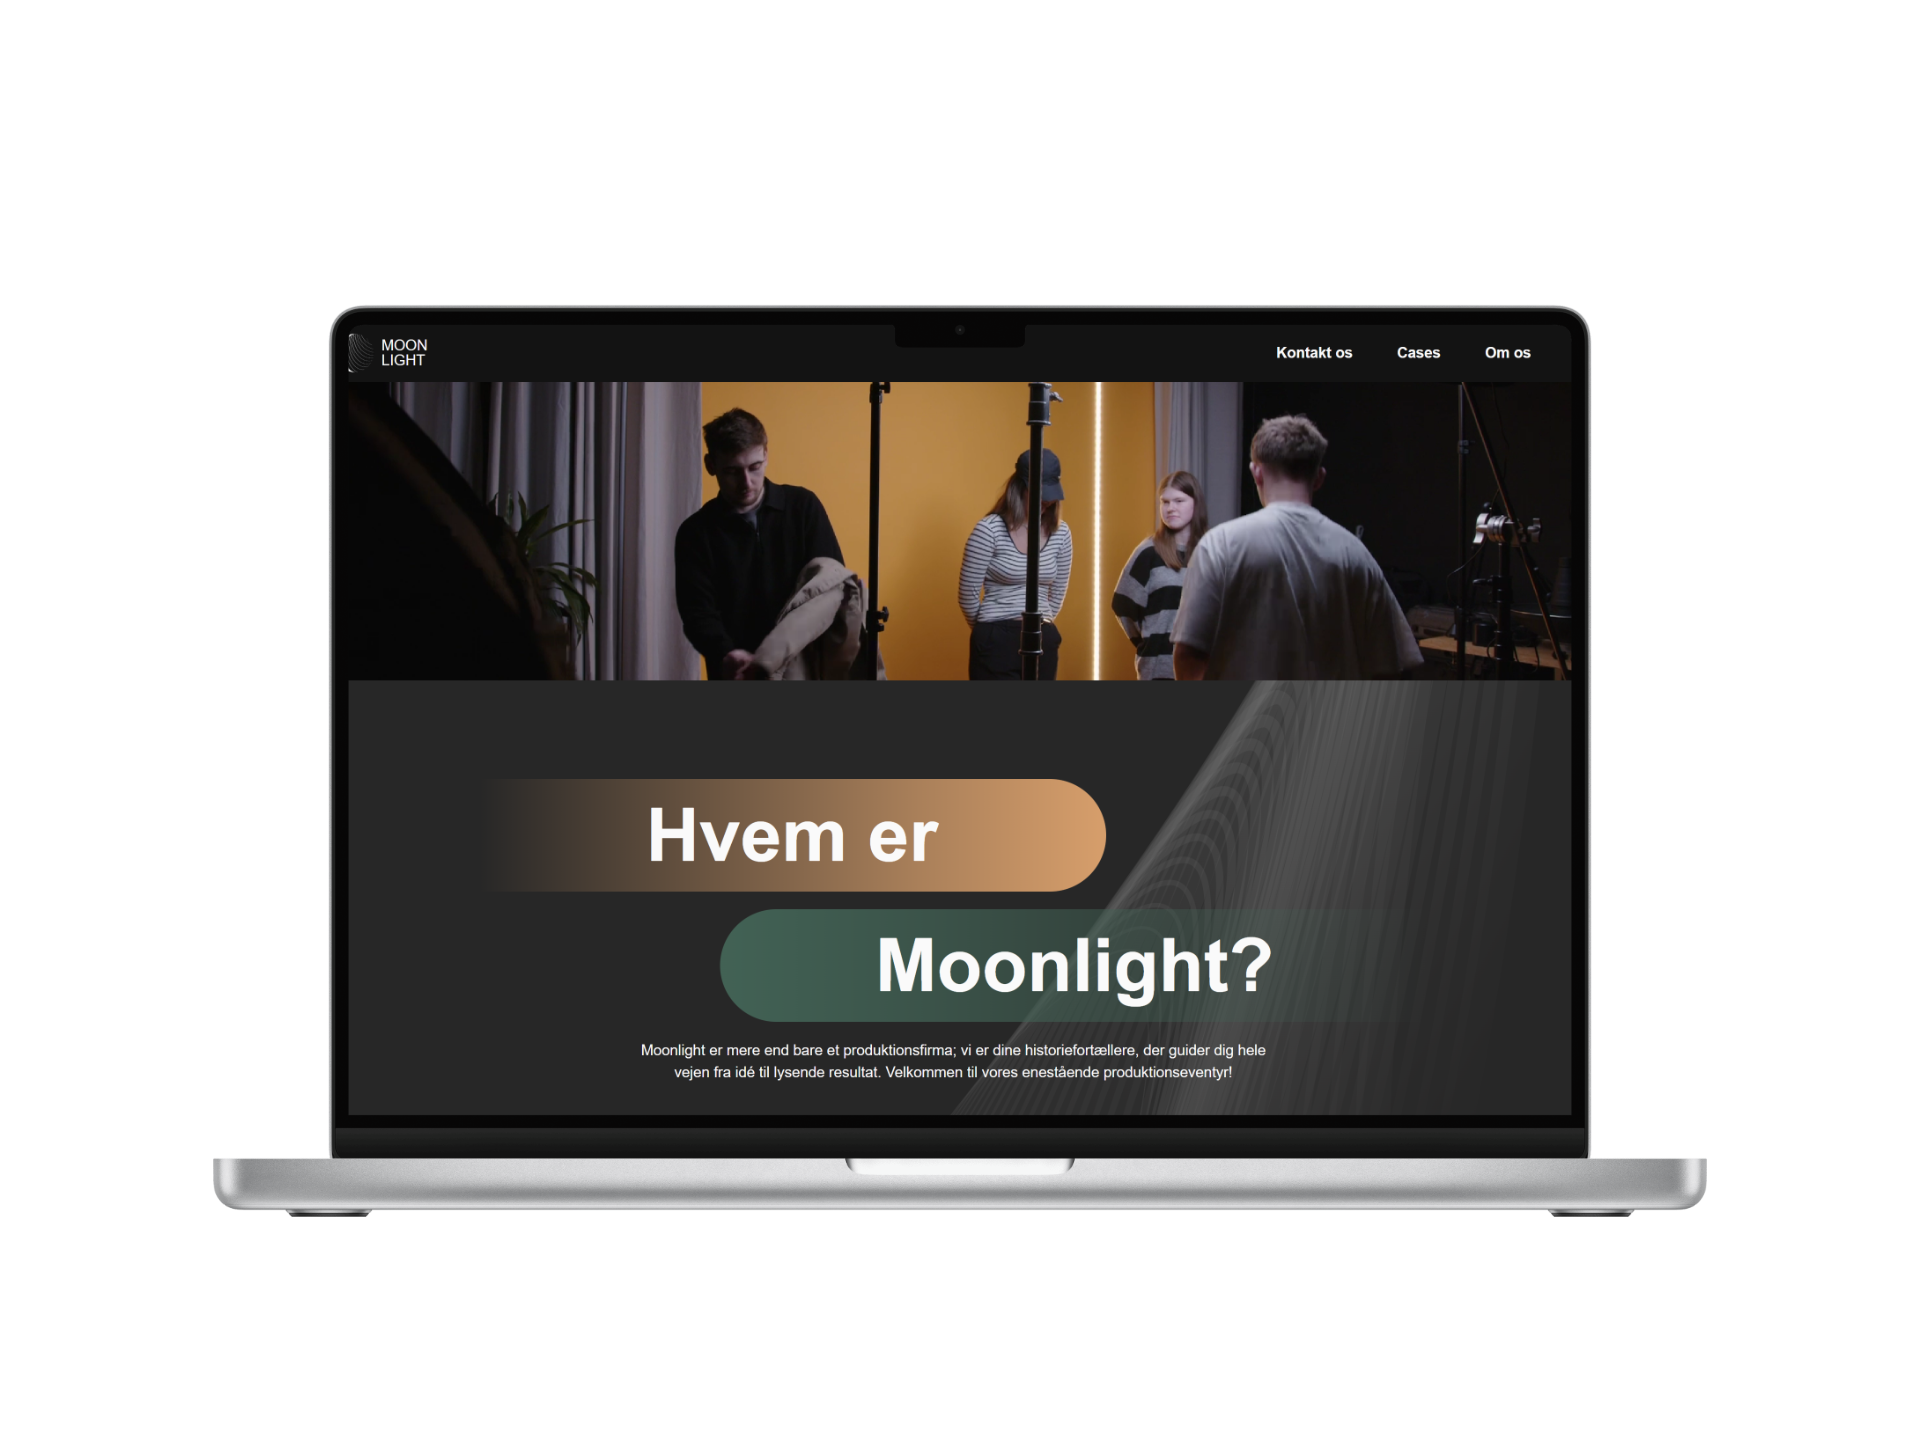 MOON
LIGHT
Kontakt os Cases Om os
Hvem er
Moonlight?
Moonlight er mere end bare et produktionsfirma; vi er dine historiefortællere, der guider dig hele
vejen fra idé til lysende resultat. Velkommen til vores enestående produktionseventyr!